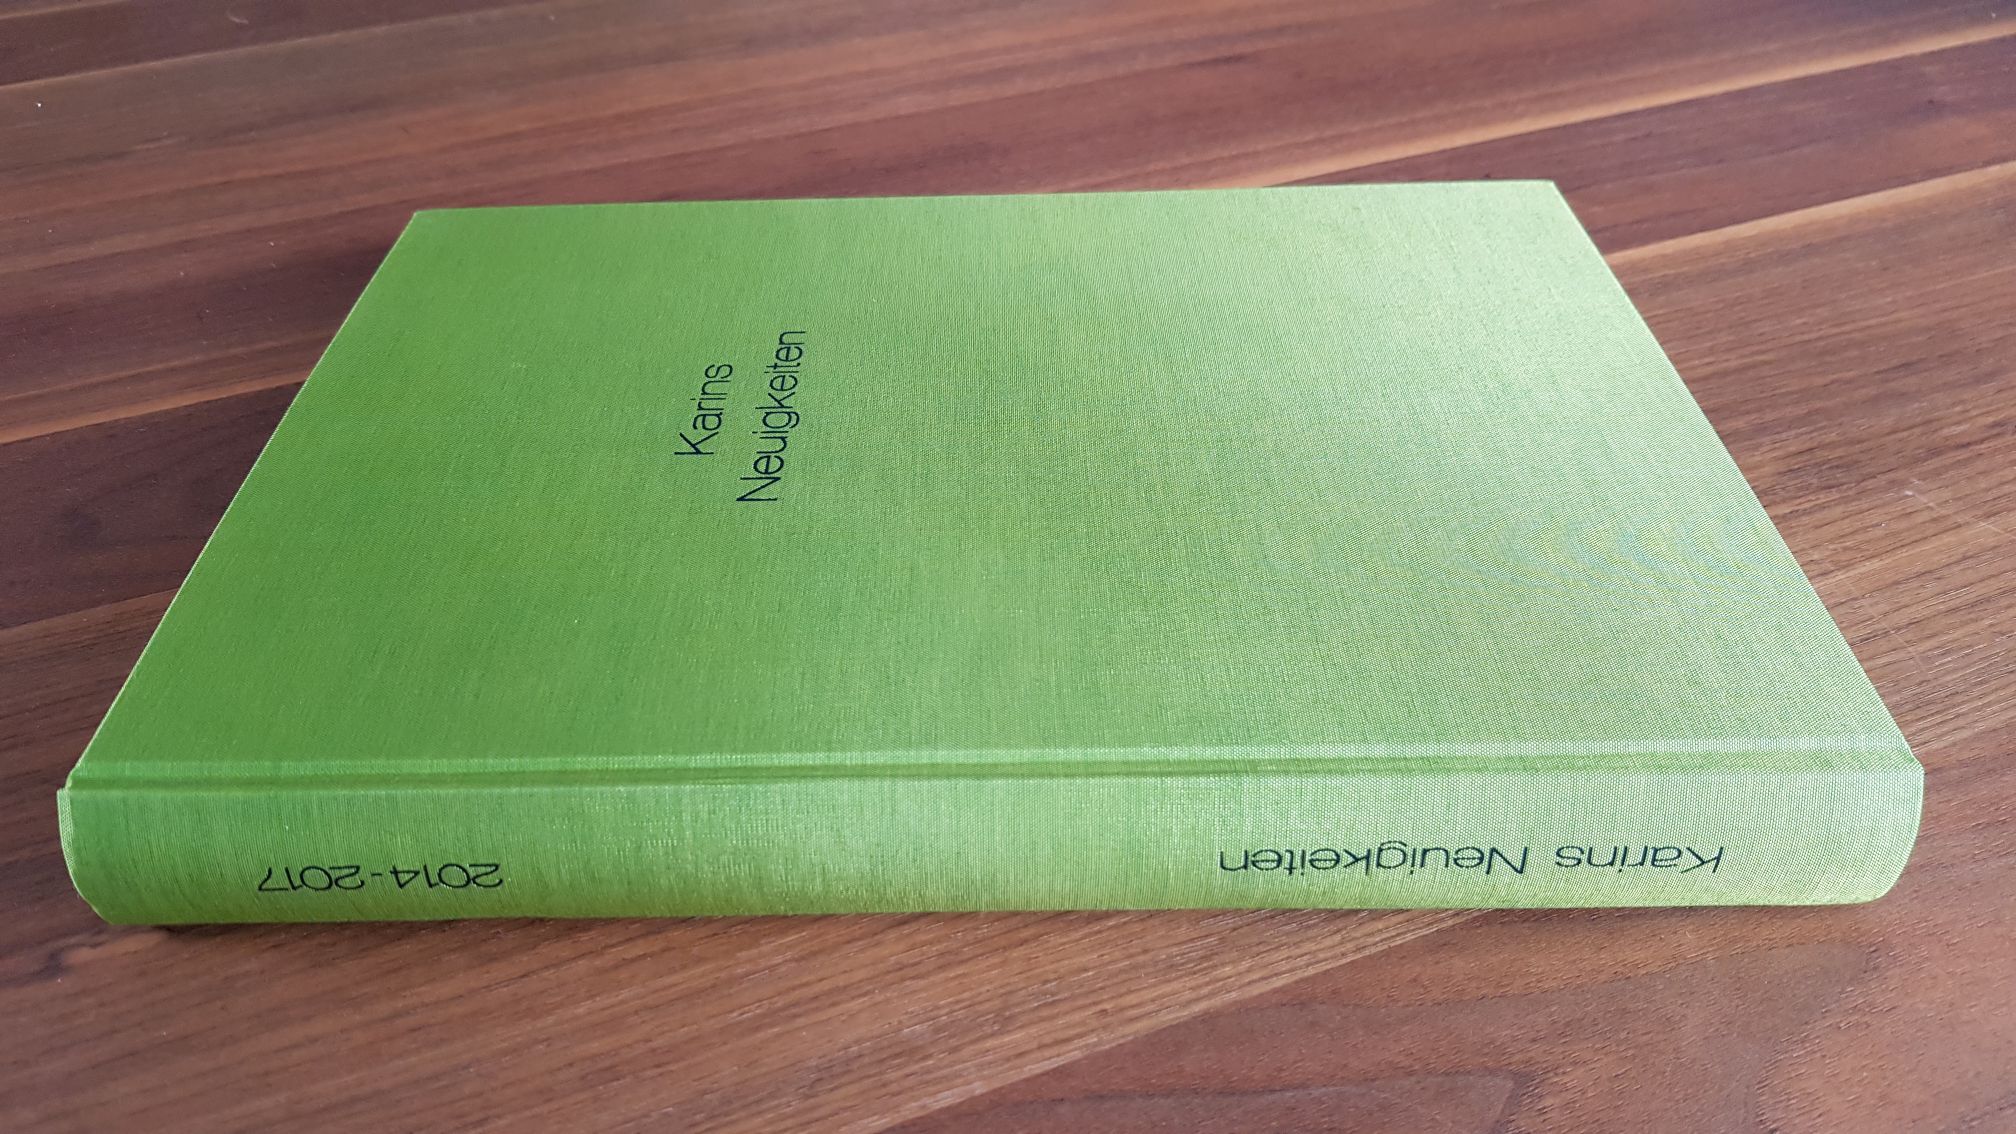 Karins
Neuigkeiten
Karins Neuigkeiten
2014-2017